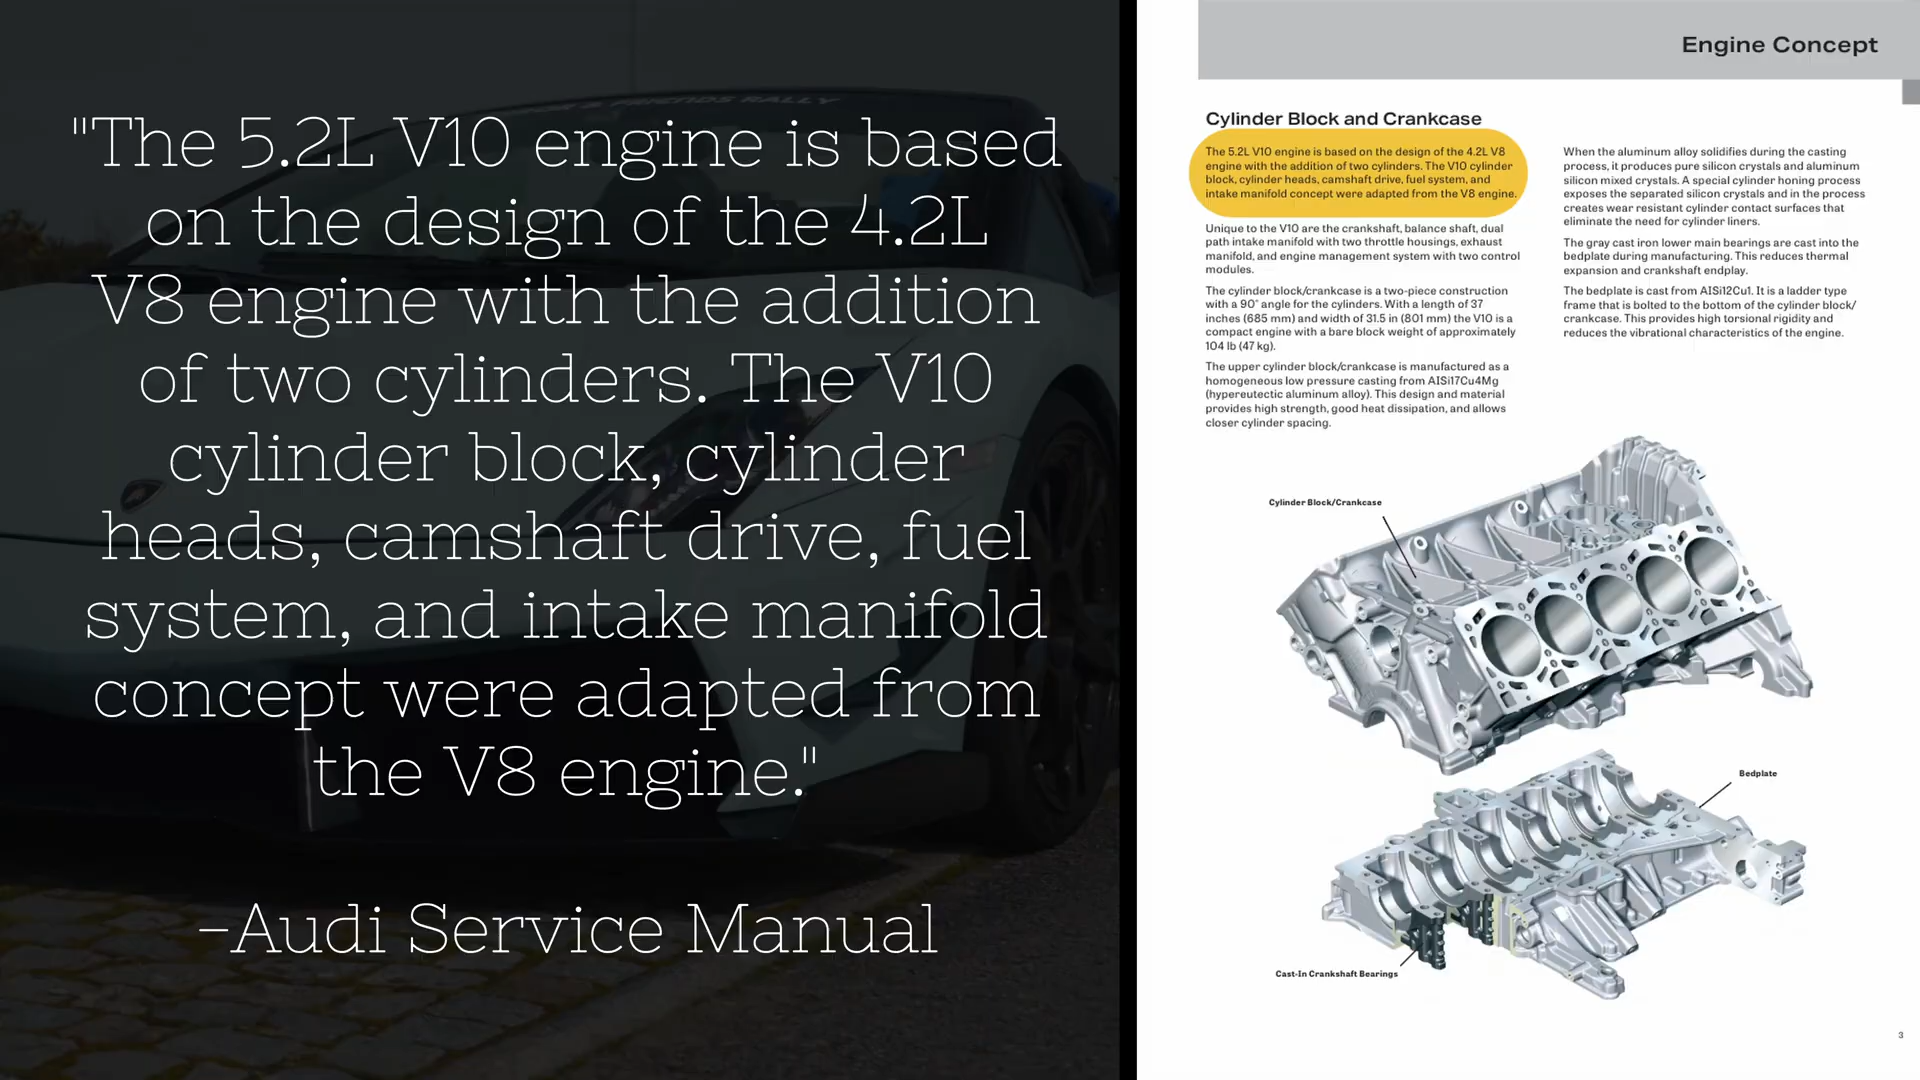 "The 5.2L V10 engine is based
on the design of the 4.2L
V8 engine with the addition
of two cylinders. The V10
cylinder block, cylinder
heads, camshaft drive, fuel
system, and intake manifold
concept were adapted from
the V8 engine."
–Audi Service Manual
Engine Concept
Cylinder Block and Crankcase
The 5.2L V10 engine is based on the design of the 4.2L V8
engine with the addition of two cylinders. The V10 cylinder
block, cylinder heads, camshaft drive, fuel system, and
intake manifold concept were adapted from the V8 engine.
Unique to the V10 are the crankshaft, balance shaft, dual
path intake manifold with two throttle housings, exhaust
manifold, and engine management system with two control
modules.
The cylinder block/crankcase is a two-piece construction
with a 90° angle for the cylinders. With a length of 37
inches (685 mm) and width of 31.5 in (801 mm) the V10 is a
compact engine with a bare block weight of approximately
104 lb (47 kg).
The upper cylinder block/crankcase is manufactured as a
homogeneous low pressure casting from AlSi17Cu4Mg
(hypereutectic aluminum alloy). This design and material
provides high strength, good heat dissipation, and allows
closer cylinder spacing.
When the aluminum alloy solidifies during the casting
process, it produces pure silicon crystals and aluminum
silicon mixed crystals. A special cylinder honing process
exposes the separated silicon crystals and in the process
creates wear resistant cylinder contact surfaces that
eliminate the need for cylinder liners.
The gray cast iron lower main bearings are cast into the
bedplate during manufacturing. This reduces thermal
expansion and crankshaft endplay.
The bedplate is cast from AlSi12Cu1. It is a ladder type
frame that is bolted to the bottom of the cylinder block/
crankcase. This provides high torsional rigidity and
reduces the vibrational characteristics of the engine.
Cylinder Block/Crankcase
Bedplate
Cast-In Crankshaft Bearings
3
& FRIENDS RALLY